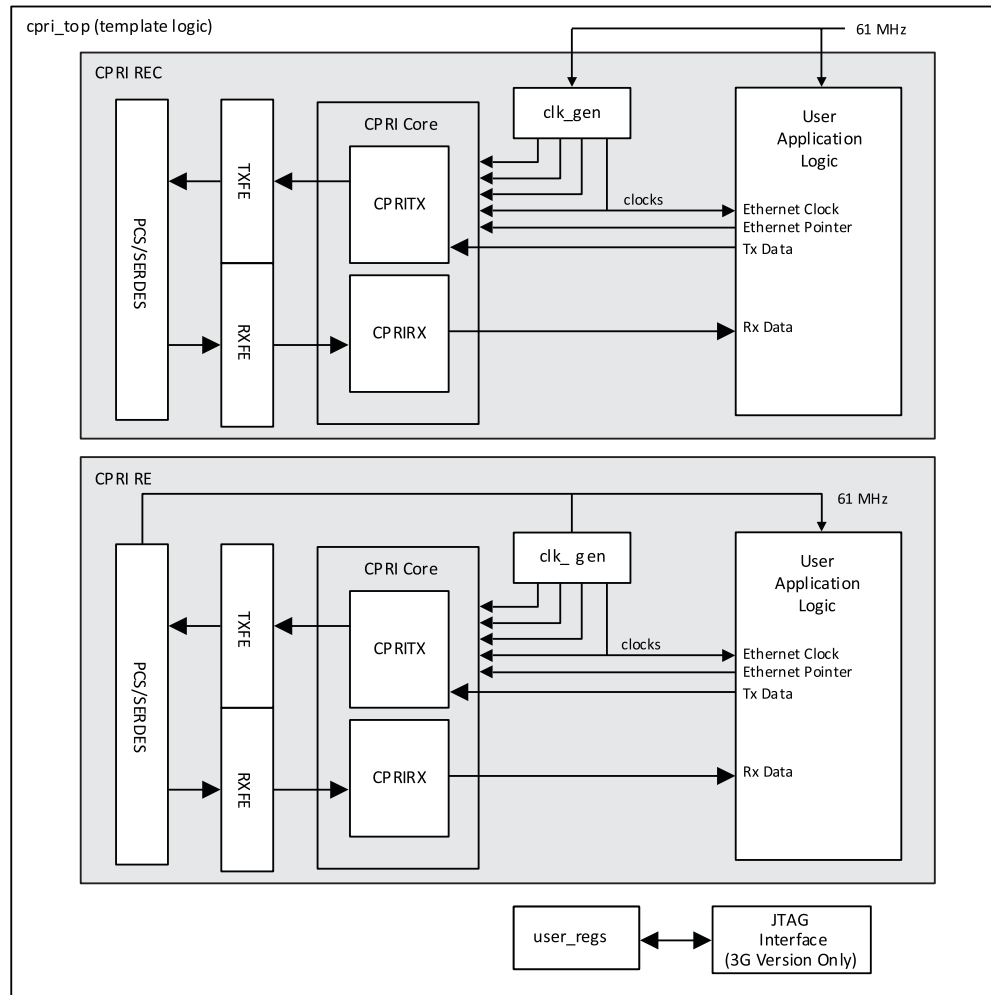 cpri_top (template logic)
61 MHz
CPRI REC
clk_gen
User
Application
Logic
CPRI Core
TXFE
CPRITX
clocks
Ethernet Clock
Ethernet Pointer
Tx Data
PCS/SERDES
RXFE
CPRIRX
Rx Data
CPRI RE
61 MHz
clk_ gen
User
Application
Logic
CPRI Core
TXFE
CPRITX
clocks
Ethernet Clock
Ethernet Pointer
Tx Data
PCS/SERDES
RXFE
CPRIRX
Rx Data
user_regs
JTAG
Interface
(3G Version Only)